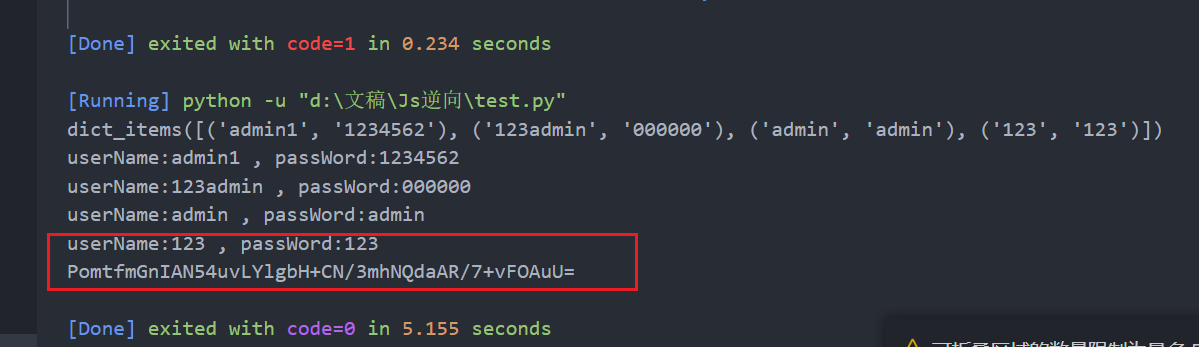 [Done] exited with code=1 in 0.234 seconds
[Running] python -u "d:\文稿\Js逆向\test.py"
dict_items([('admin1', '1234562'), ('123admin', '000000'), ('admin', 'admin'), ('123', '123')])
userName:admin1 , passWord:1234562
userName:123admin , passWord:000000
userName:admin , passWord:admin
userName:123 , passWord:123
PomtfmGnIAN54uvLYlgbH+CN/3mhNQdaAR/7+vFOAuU=
[Done] exited with code=0 in 5.155 seconds